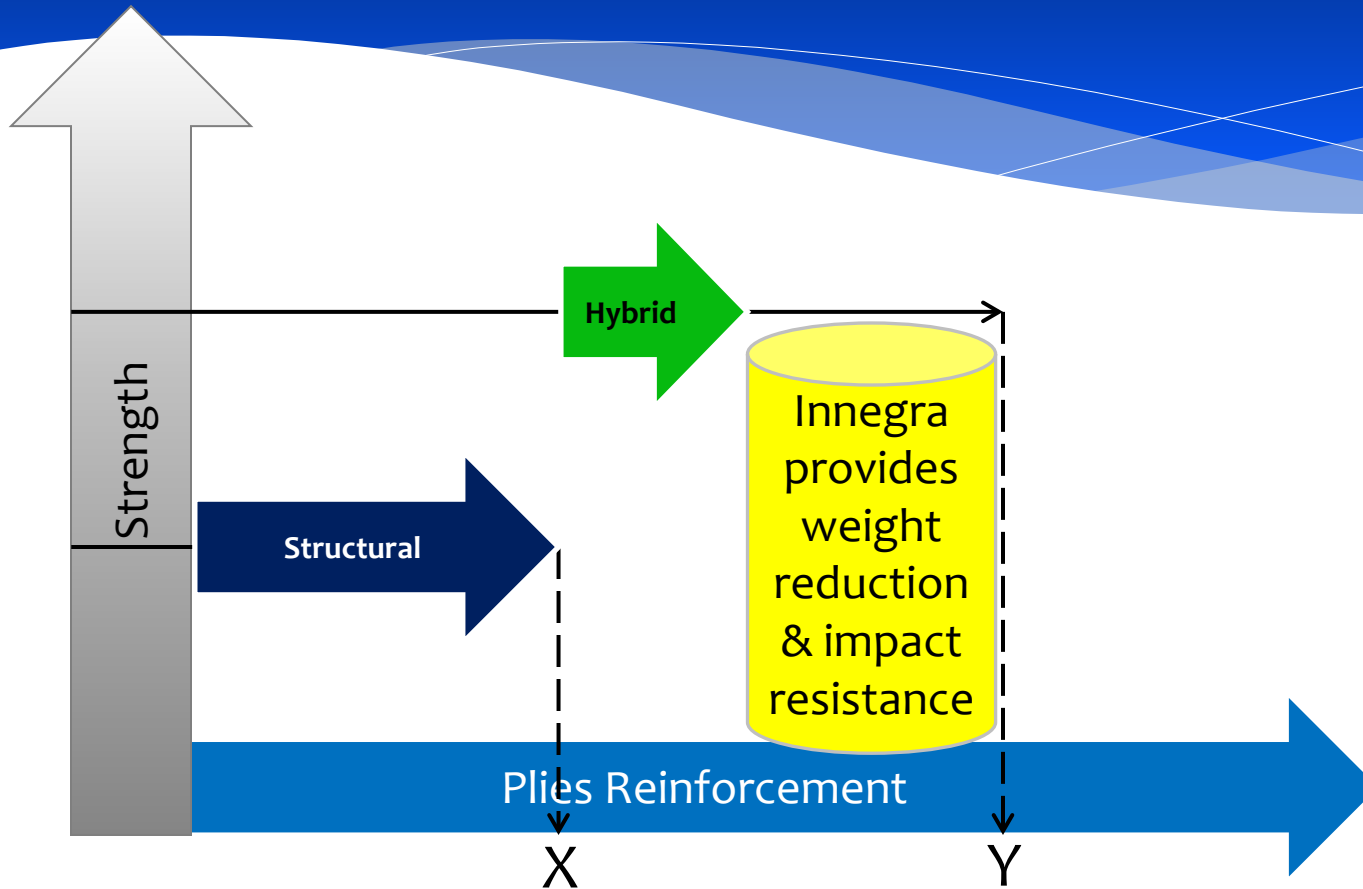 Strength
Hybrid
Structural
Innegra
provides
weight
reduction
& impact
resistance
Plies Reinforcement
X
Y